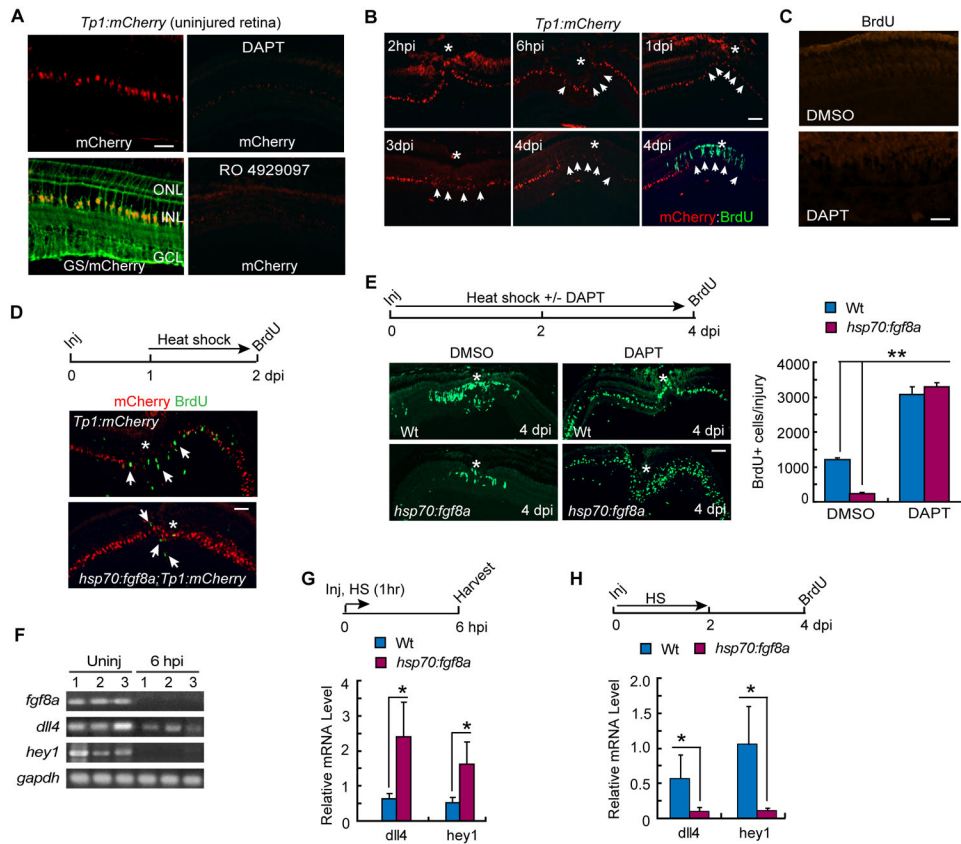 A
Tp1:mCherry (uninjured retina)
DAPT
mCherry
mCherry
RO 4929097
ONL
INL
GCL
GS/mCherry
mCherry
B
Tp1:mCherry
2hpi
*
6hpi
*
1dpi
*
3dpi
*
4dpi
*
4dpi
*
mCherry:BrdU
C
BrdU
DMSO
DAPT
D
Inj
Heat shock
BrdU
0
1
2 dpi
mCherry BrdU
Tp1:mCherry
*
*
hsp70:fgf8a;Tp1:mCherry
E
Inj
Heat shock +/- DAPT
BrdU
0
2
4 dpi
DMSO
DAPT
*
Wt
4 dpi
*
Wt
4 dpi
*
hsp70:fgf8a
4 dpi
*
hsp70:fgf8a
4 dpi
Wt
hsp70:fgf8a
BrdU+ cells/injury
4000
3000
2000
1000
0
**
DMSO
DAPT
F
Uninj
6 hpi
1 2 3 1 2 3
fgf8a
dll4
hey1
gapdh
G
Inj, HS (1hr)
Harvest
0
6 hpi
Wt
hsp70:fgf8a
Relative mRNA Level
4
3
2
1
0
*
*
dll4
hey1
H
Inj
HS
BrdU
0
2
4 dpi
Wt
hsp70:fgf8a
Relative mRNA Level
2.0
1.5
1.0
0.5
0
*
*
dll4
hey1